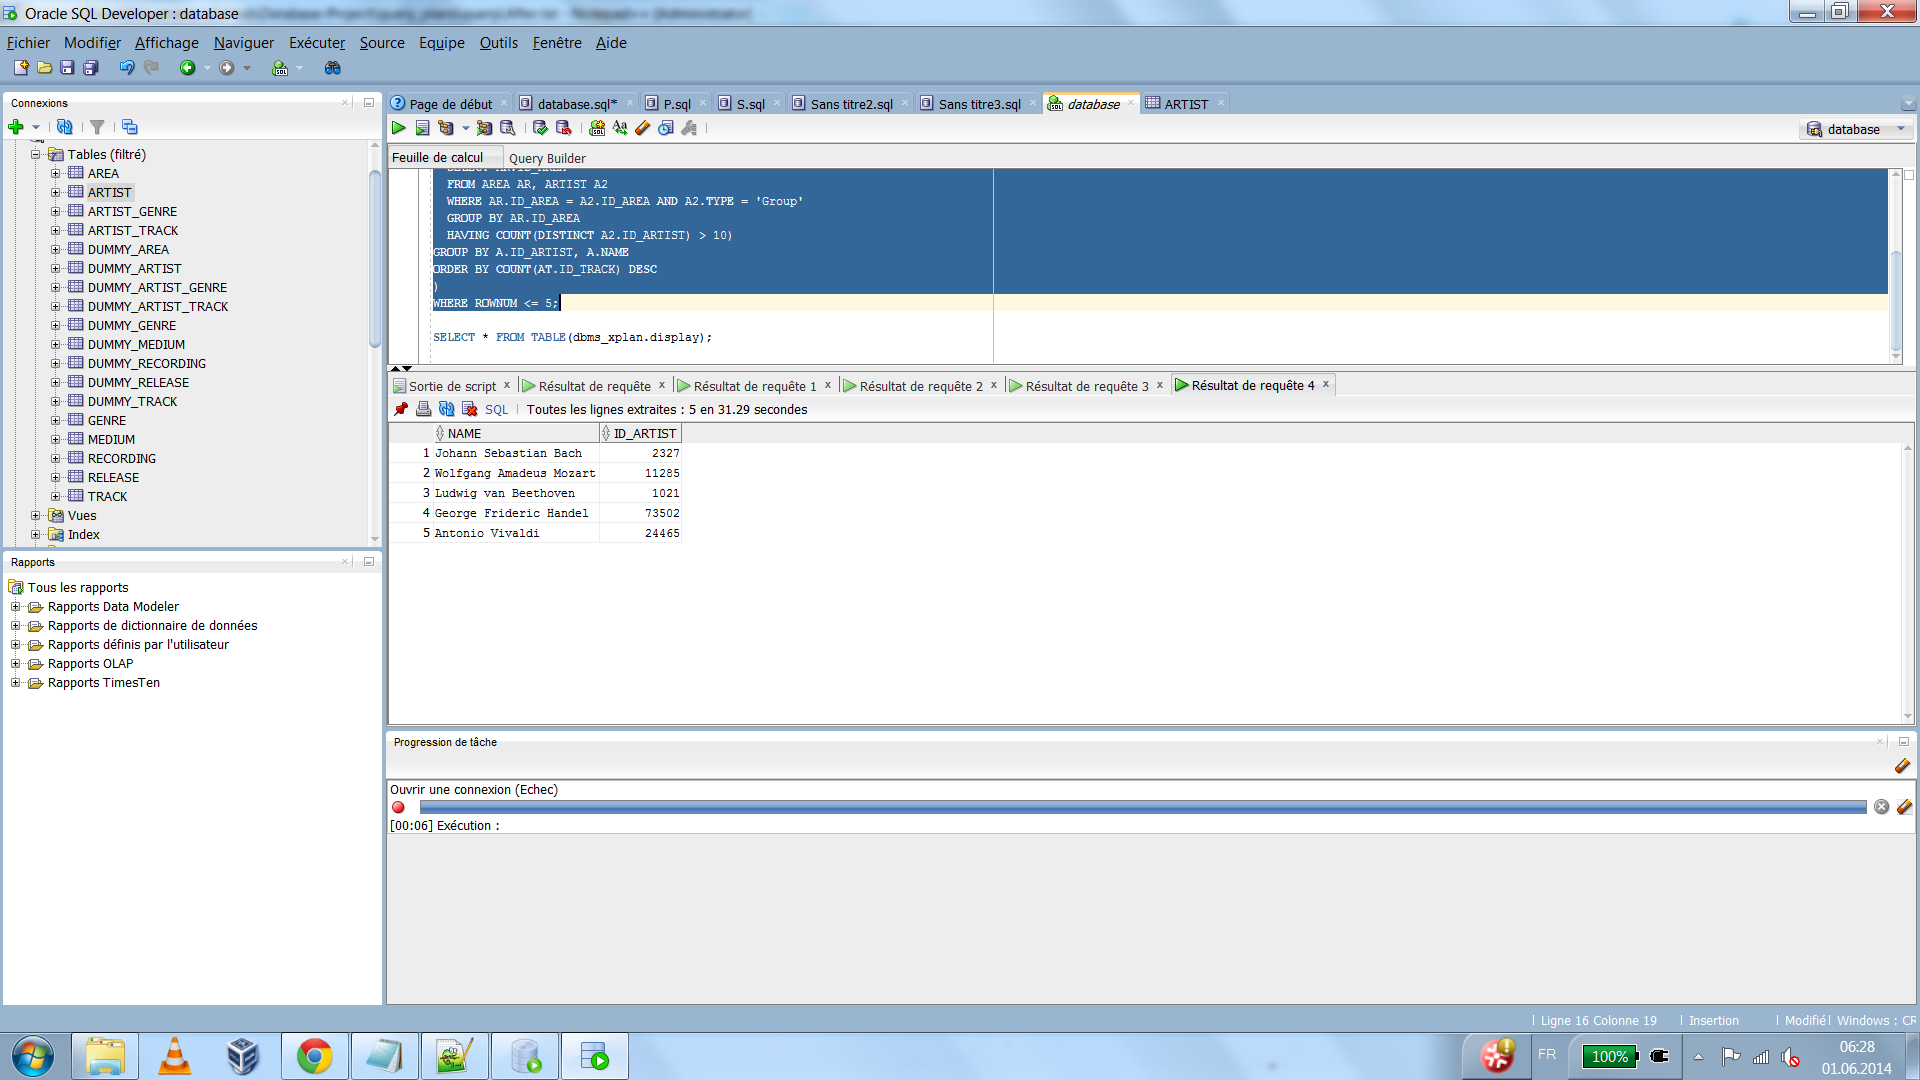 Oracle SQL Developer : database
Fichier Modifier Affichage Naviguer Exécuter Source Equipe Outils Fenêtre Aide
Connexions
Tables (filtré)
AREA
ARTIST
ARTIST_GENRE
ARTIST_TRACK
DUMMY_AREA
DUMMY_ARTIST
DUMMY_ARTIST_GENRE
DUMMY_ARTIST_TRACK
DUMMY_GENRE
DUMMY_MEDIUM
DUMMY_RECORDING
DUMMY_RELEASE
DUMMY_TRACK
GENRE
MEDIUM
RECORDING
RELEASE
TRACK
Vues
Index
Rapports
Tous les rapports
Rapports Data Modeler
Rapports de dictionnaire de données
Rapports définis par l'utilisateur
Rapports OLAP
Rapports TimesTen
Page de début database.sql* P.sql S.sql Sans titre2.sql Sans titre3.sql database ARTIST
database
Feuille de calcul Query Builder
FROM AREA AR, ARTIST A2
WHERE AR.ID_AREA = A2.ID_AREA AND A2.TYPE = 'Group'
GROUP BY AR.ID_AREA
HAVING COUNT(DISTINCT A2.ID_ARTIST) > 10)
GROUP BY A.ID_ARTIST, A.NAME
ORDER BY COUNT(AT.ID_TRACK) DESC
)
WHERE ROWNUM <= 5;
SELECT * FROM TABLE(dbms_xplan.display);
Sortie de script Résultat de requête Résultat de requête 1 Résultat de requête 2 Résultat de requête 3 Résultat de requête 4
SQL Toutes les lignes extraites : 5 en 31.29 secondes
NAME ID_ARTIST
1 Johann Sebastian Bach 2327
2 Wolfgang Amadeus Mozart 11285
3 Ludwig van Beethoven 1021
4 George Frideric Handel 73502
5 Antonio Vivaldi 24465
Progression de tâche
Ouvrir une connexion (Echec)
[00:06] Exécution :
Ligne 16 Colonne 19 Insertion Modifié Windows : CR
FR 100% 06:28
01.06.2014